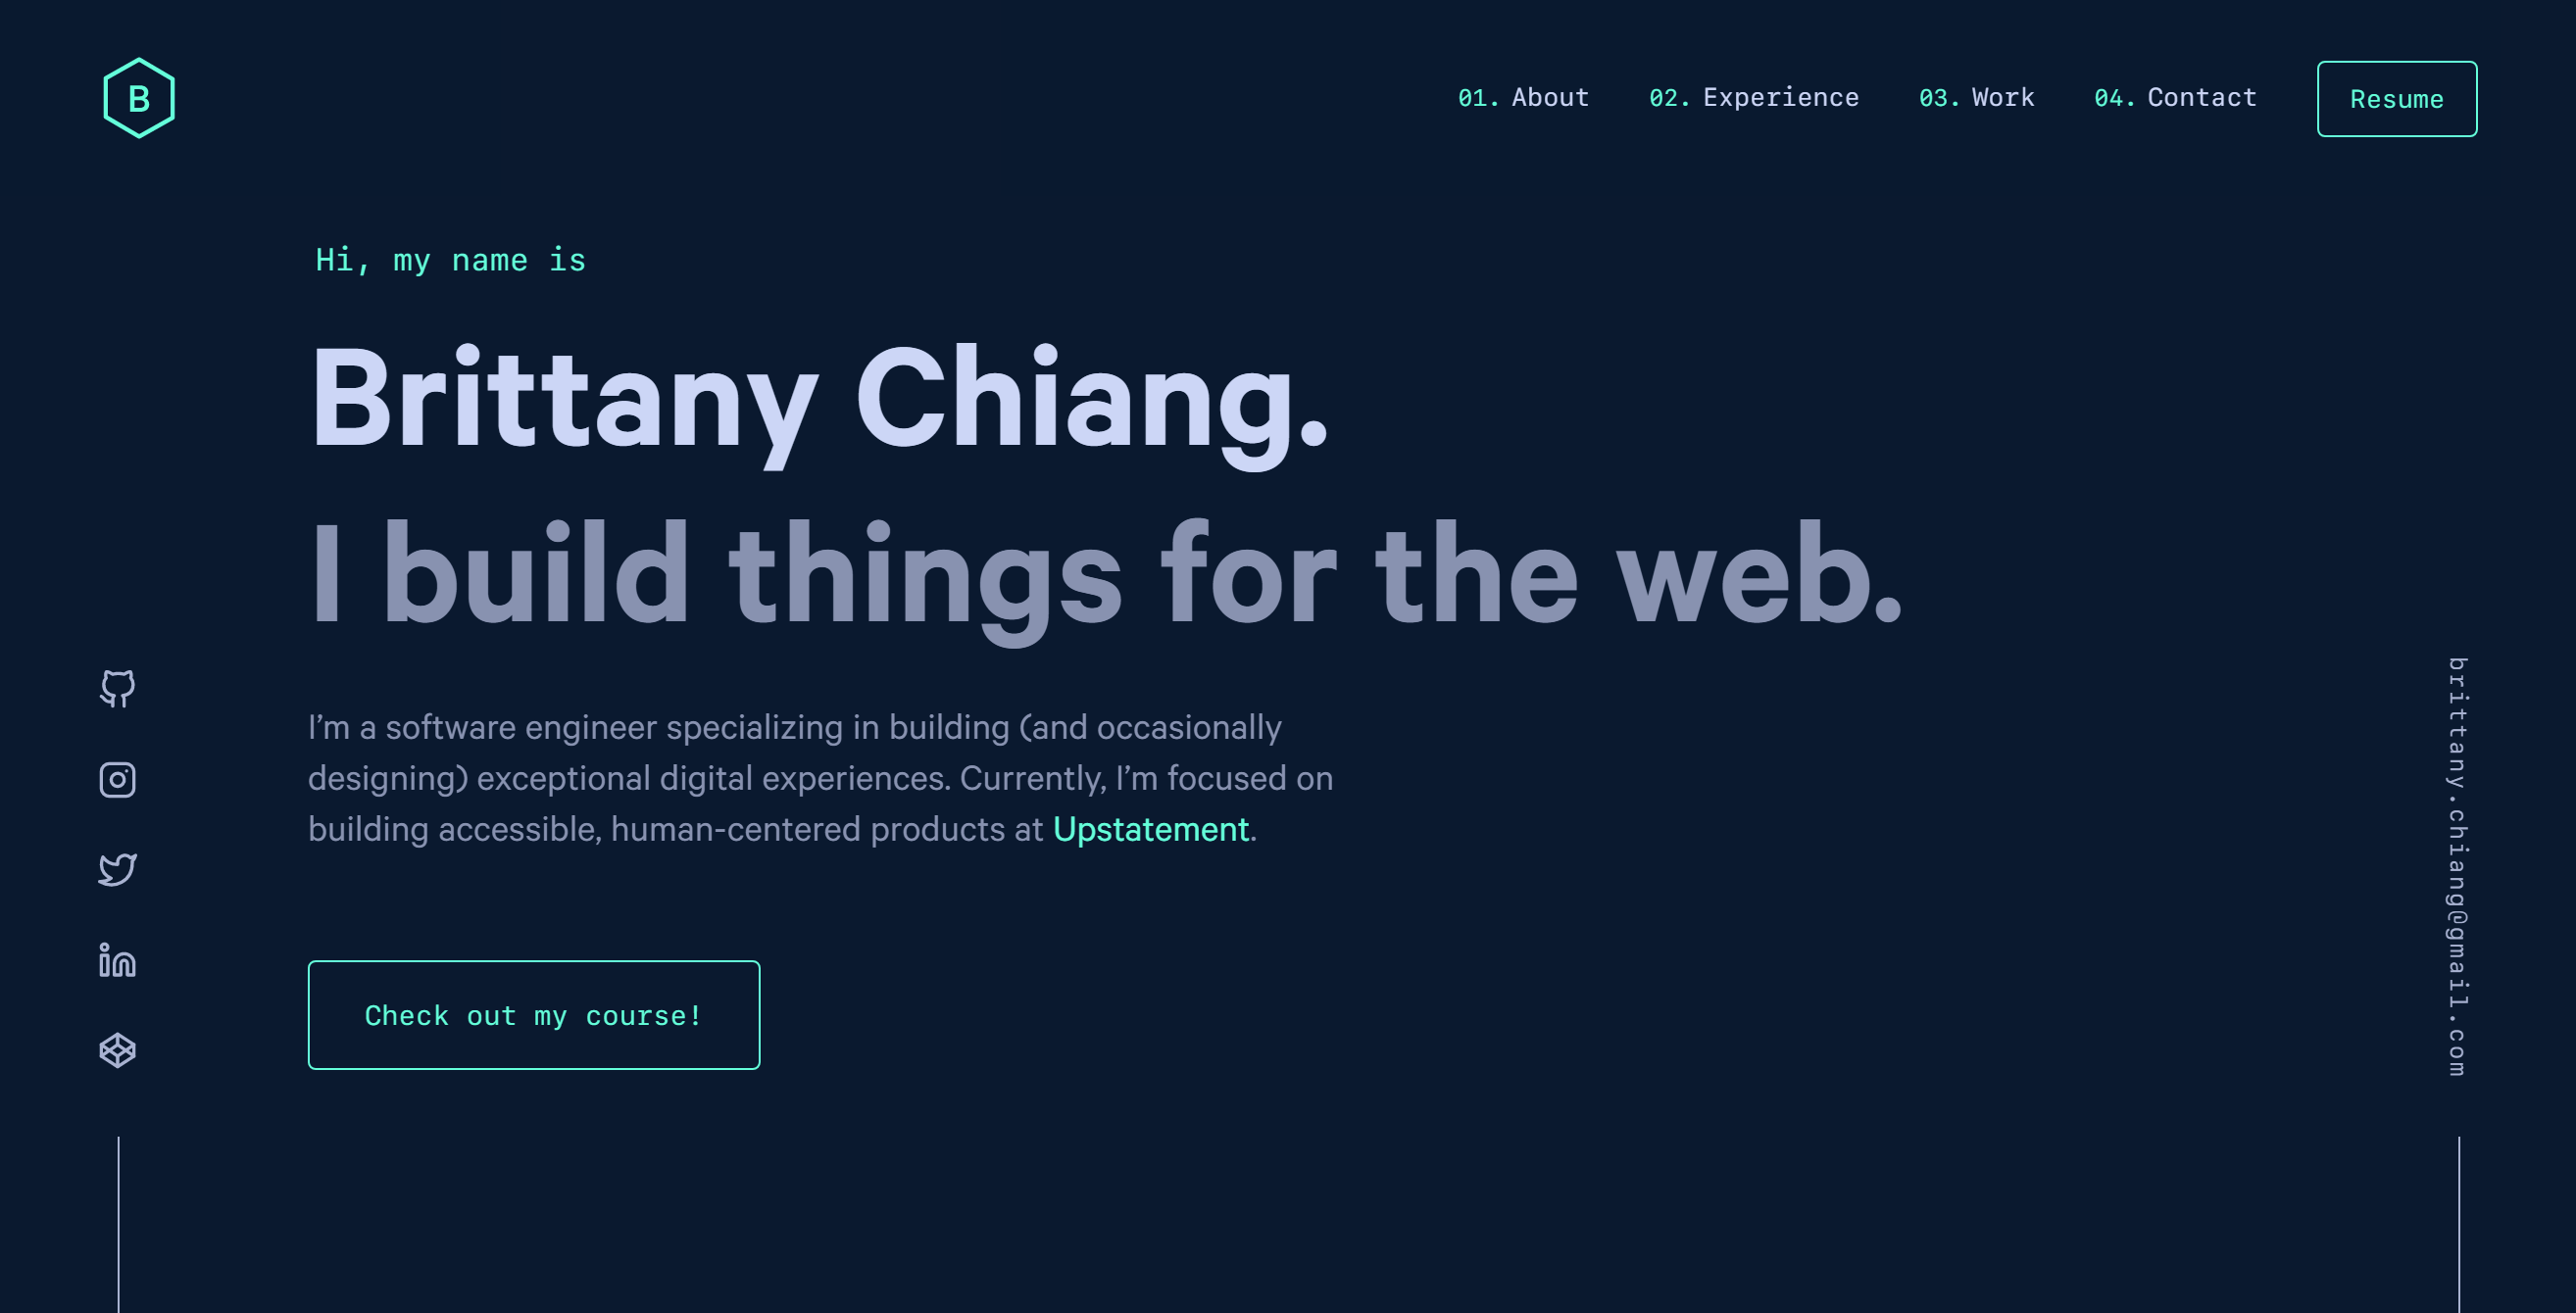 B
01. About 02. Experience 03. Work 04. Contact Resume
Hi, my name is
Brittany Chiang.
I build things for the web.
I’m a software engineer specializing in building (and occasionally
designing) exceptional digital experiences. Currently, I’m focused on
building accessible, human-centered products at Upstatement.
Check out my course!
in
brittany.chiang@gmail.com